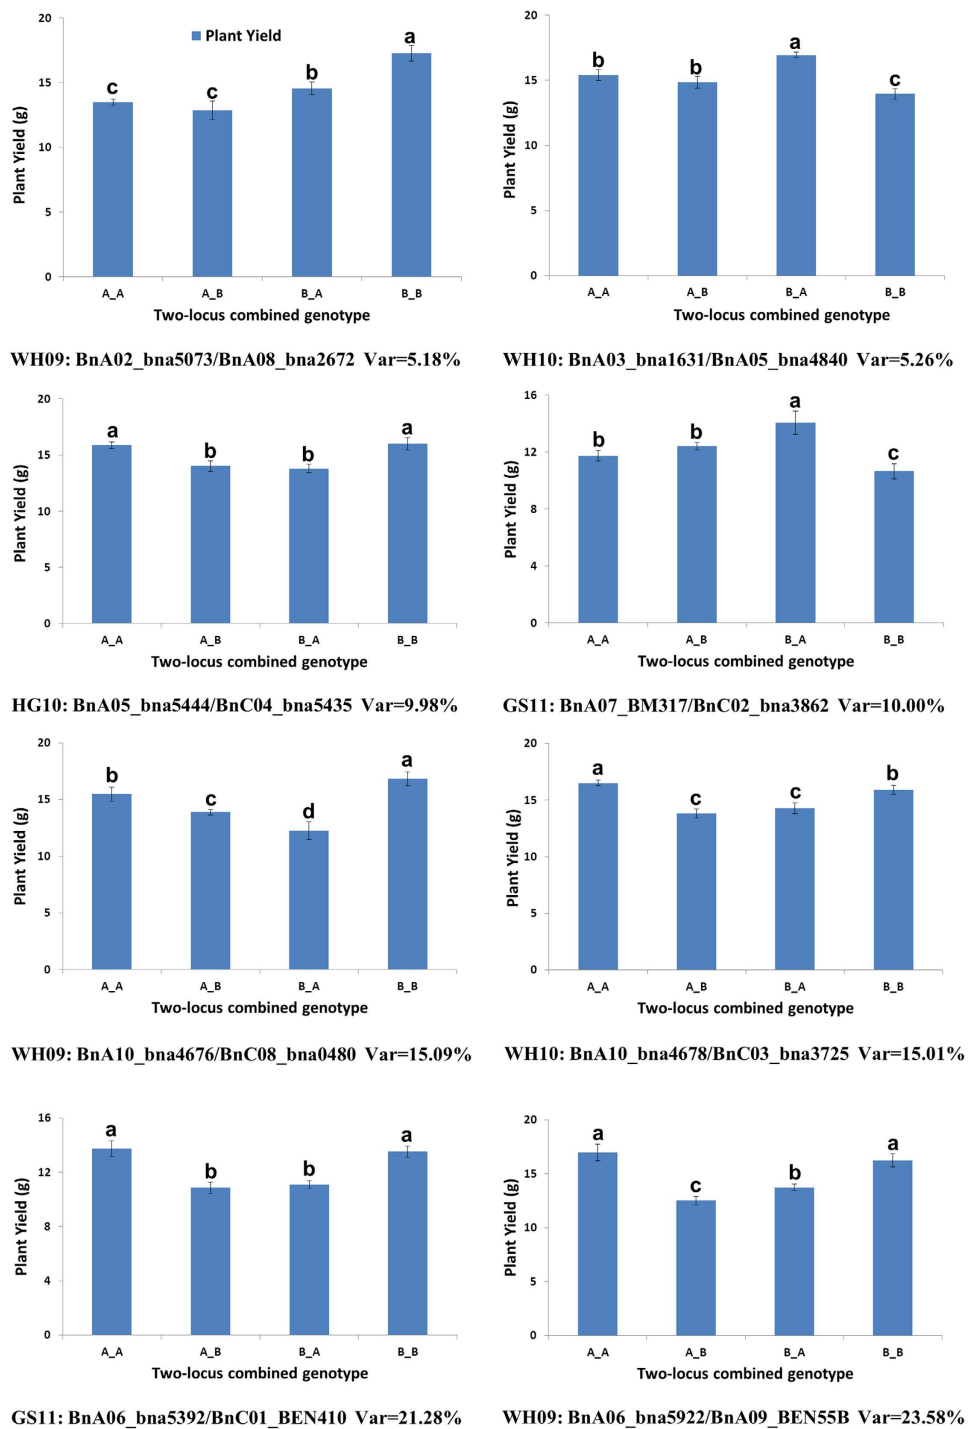 20
15
10
5
0
Plant Yield (g)
Plant Yield
c
c
b
a
A_A
A_B
B_A
B_B
Two-locus combined genotype
WH09: BnA02_bna5073/BnA08_bna2672 Var=5.18%
20
15
10
5
0
Plant Yield (g)
b
b
a
c
A_A
A_B
B_A
B_B
Two-locus combined genotype
WH10: BnA03_bna1631/BnA05_bna4840 Var=5.26%
20
15
10
5
0
Plant Yield (g)
a
b
b
a
A_A
A_B
B_A
B_B
Two-locus combined genotype
HG10: BnA05_bna5444/BnC04_bna5435 Var=9.98%
16
12
8
4
0
Plant Yield (g)
b
b
a
c
A_A
A_B
B_A
B_B
Two-locus combined genotype
GS11: BnA07_BM317/BnC02_bna3862 Var=10.00%
20
15
10
5
0
Plant Yield (g)
b
c
d
a
A_A
A_B
B_A
B_B
Two-locus combined genotype
WH09: BnA10_bna4676/BnC08_bna0480 Var=15.09%
20
15
10
5
0
Plant Yield (g)
a
c
c
b
A_A
A_B
B_A
B_B
Two-locus combined genotype
WH10: BnA10_bna4678/BnC03_bna3725 Var=15.01%
16
12
8
4
0
Plant Yield (g)
a
b
b
a
A_A
A_B
B_A
B_B
Two-locus combined genotype
GS11: BnA06_bna5392/BnC01_BEN410 Var=21.28%
20
15
10
5
0
Plant Yield (g)
a
c
b
a
A_A
A_B
B_A
B_B
Two-locus combined genotype
WH09: BnA06_bna5922/BnA09_BEN55B Var=23.58%